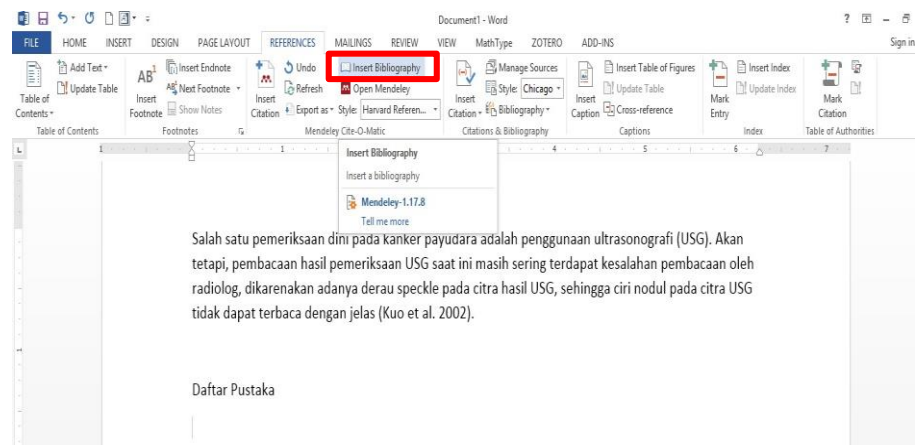 Document1 - Word
FILE HOME INSERT DESIGN PAGE LAYOUT REFERENCES MAILINGS REVIEW VIEW MathType ZOTERO ADD-INS Sign in
Table of Contents
Add Text
Update Table
Table of Contents
AB1 Insert Footnote
Insert Endnote
Next Footnote
Show Notes
Footnotes
Insert Citation
Undo
Refresh
Export as
Insert Bibliography
Open Mendeley
Style: Harvard Referen...
Mendeley Cite-O-Matic
Insert Citation
Manage Sources
Style: Chicago
Bibliography
Citations & Bibliography
Insert Caption
Insert Table of Figures
Update Table
Cross-reference
Captions
Mark Entry
Insert Index
Update Index
Index
Mark Citation
Table of Authorities
1 1 4 5 6 7
Insert Bibliography
Insert a bibliography
Mendeley-1.17.8
Tell me more
Salah satu pemeriksaan dini pada kanker payudara adalah penggunaan ultrasonografi (USG). Akan
tetapi, pembacaan hasil pemeriksaan USG saat ini masih sering terdapat kesalahan pembacaan oleh
radiolog, dikarenakan adanya derau speckle pada citra hasil USG, sehingga ciri nodul pada citra USG
tidak dapat terbaca dengan jelas (Kuo et al. 2002).
Daftar Pustaka